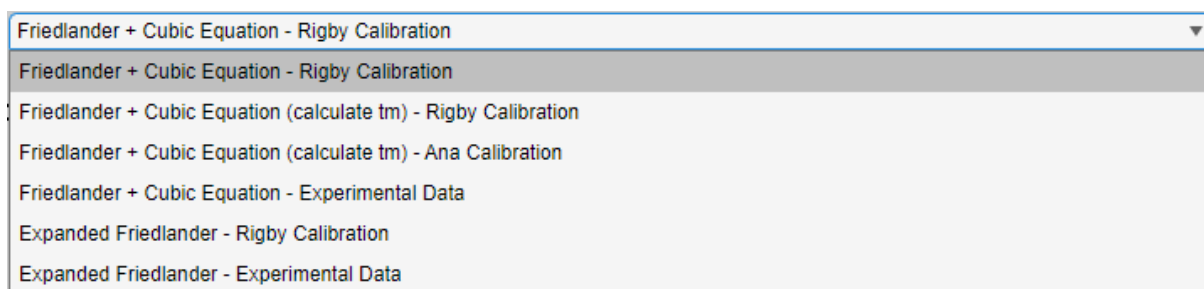 Friedlander + Cubic Equation - Rigby Calibration
Friedlander + Cubic Equation - Rigby Calibration
Friedlander + Cubic Equation (calculate tm) - Rigby Calibration
Friedlander + Cubic Equation (calculate tm) - Ana Calibration
Friedlander + Cubic Equation - Experimental Data
Expanded Friedlander - Rigby Calibration
Expanded Friedlander - Experimental Data